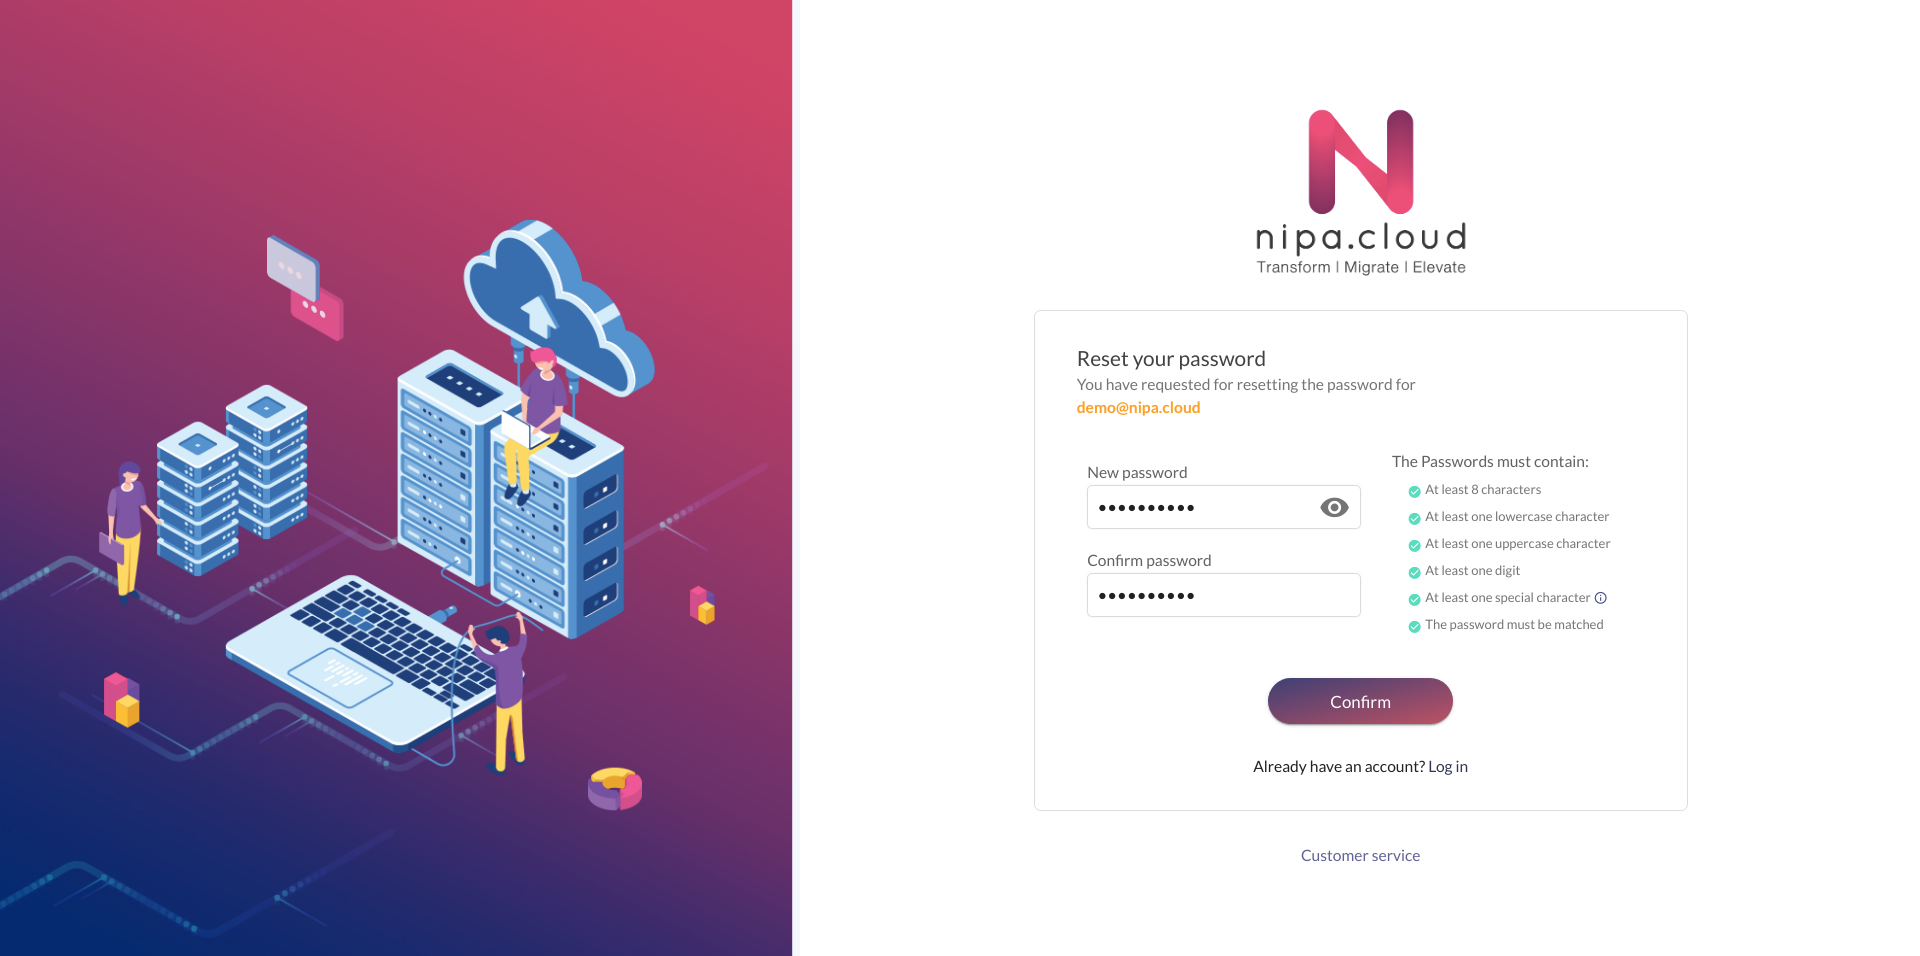 nipa.cloud
Transform | Migrate | Elevate
Reset your password
You have requested for resetting the password for
demo@nipa.cloud
New password
••••••••••
Confirm password
••••••••••
The Passwords must contain:
At least 8 characters
At least one lowercase character
At least one uppercase character
At least one digit
At least one special character
The password must be matched
Confirm
Already have an account? Log in
Customer service